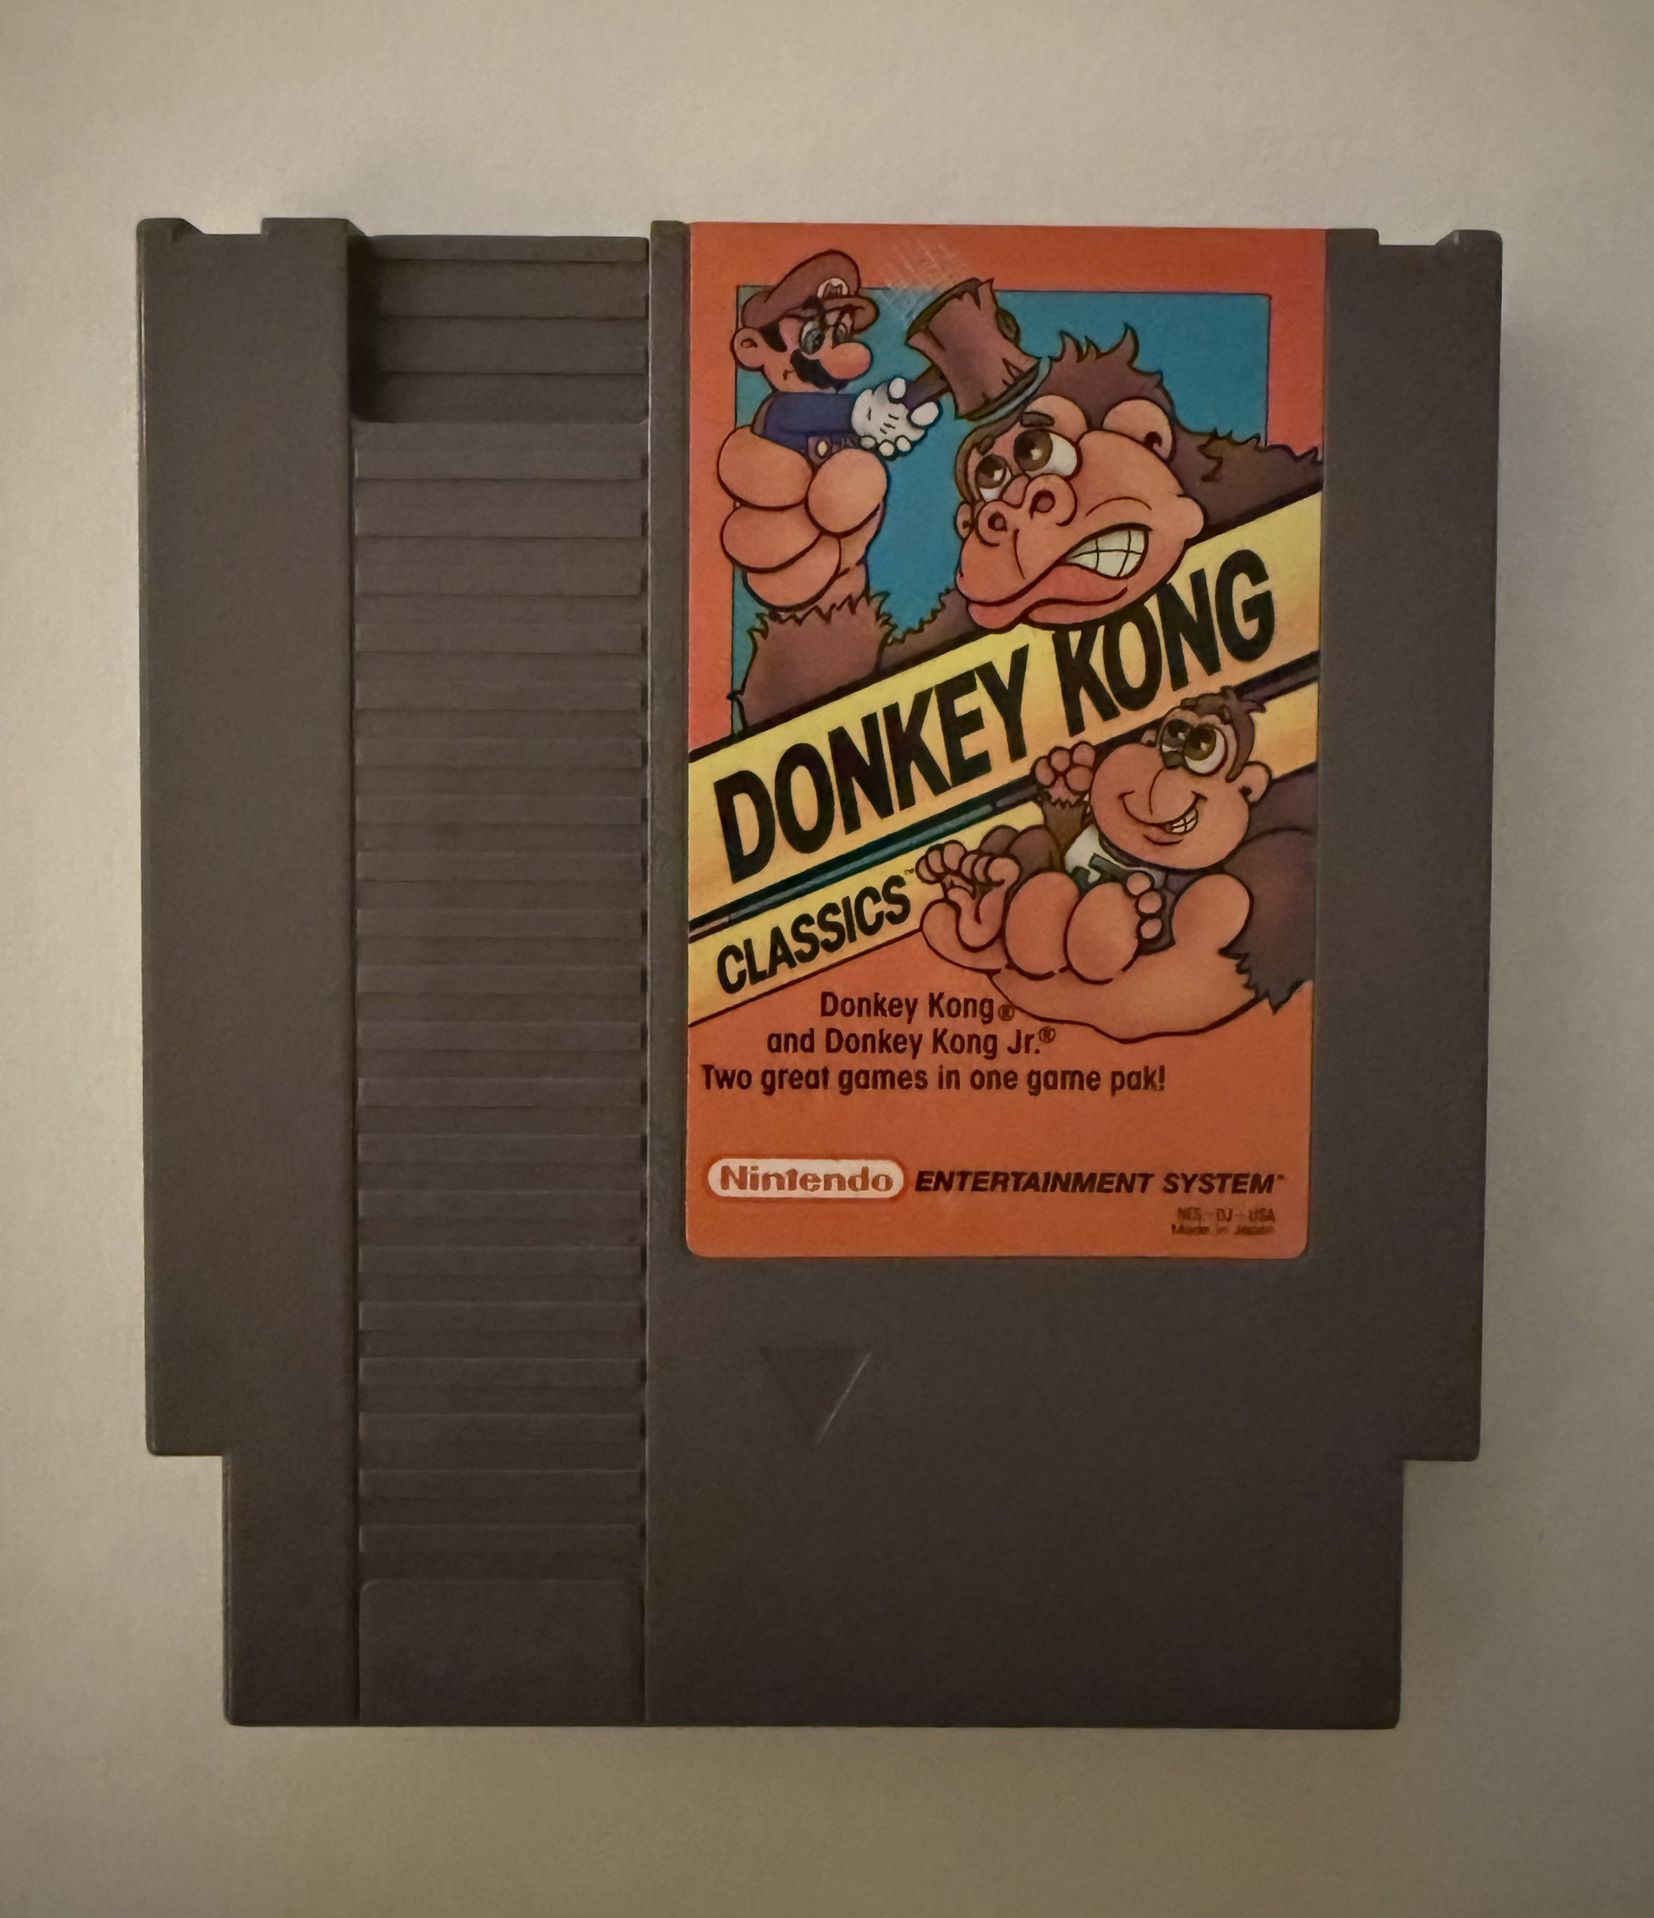 M
DONKEY KONG
J
CLASSICS™
Donkey Kong®
and Donkey Kong Jr.®
Two great games in one game pak!
Nintendo ENTERTAINMENT SYSTEM™
NES-DJ-USA
Made in Japan